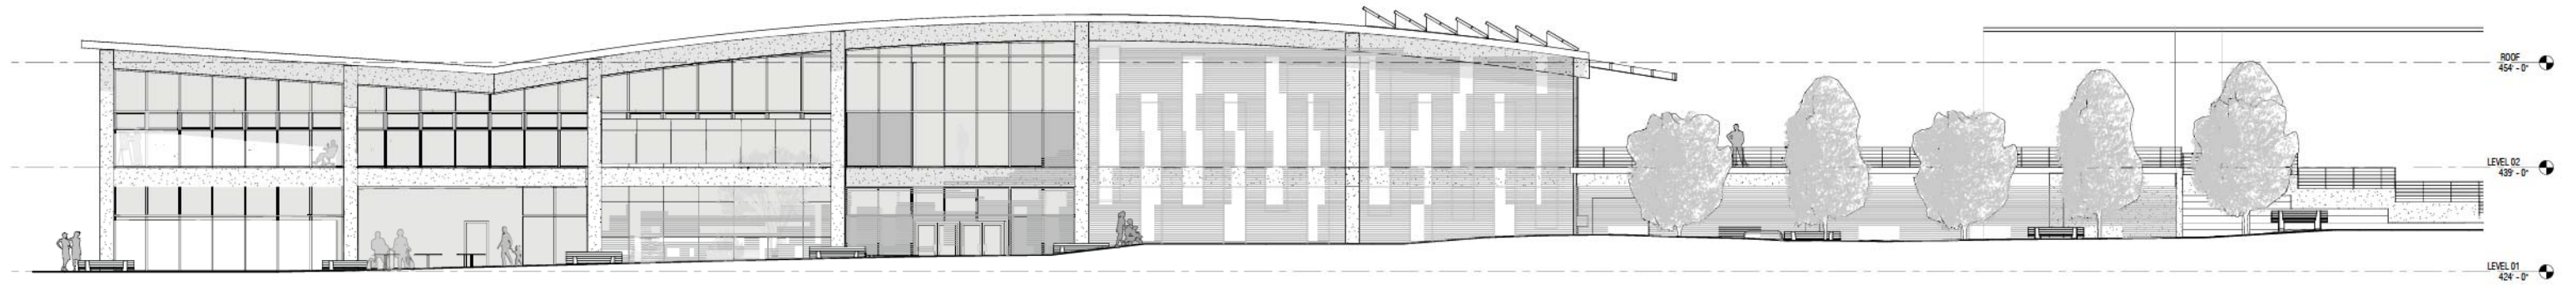 ROOF
454' - 0"
LEVEL 02
439' - 0"
LEVEL 01
424' - 0"